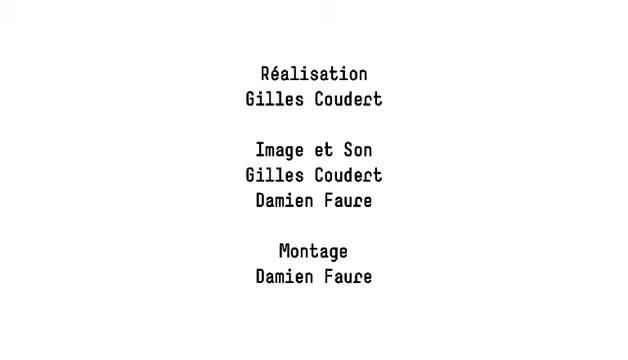 Réalisation
Gilles Coudert
Image et Son
Gilles Coudert
Damien Faure
Montage
Damien Faure